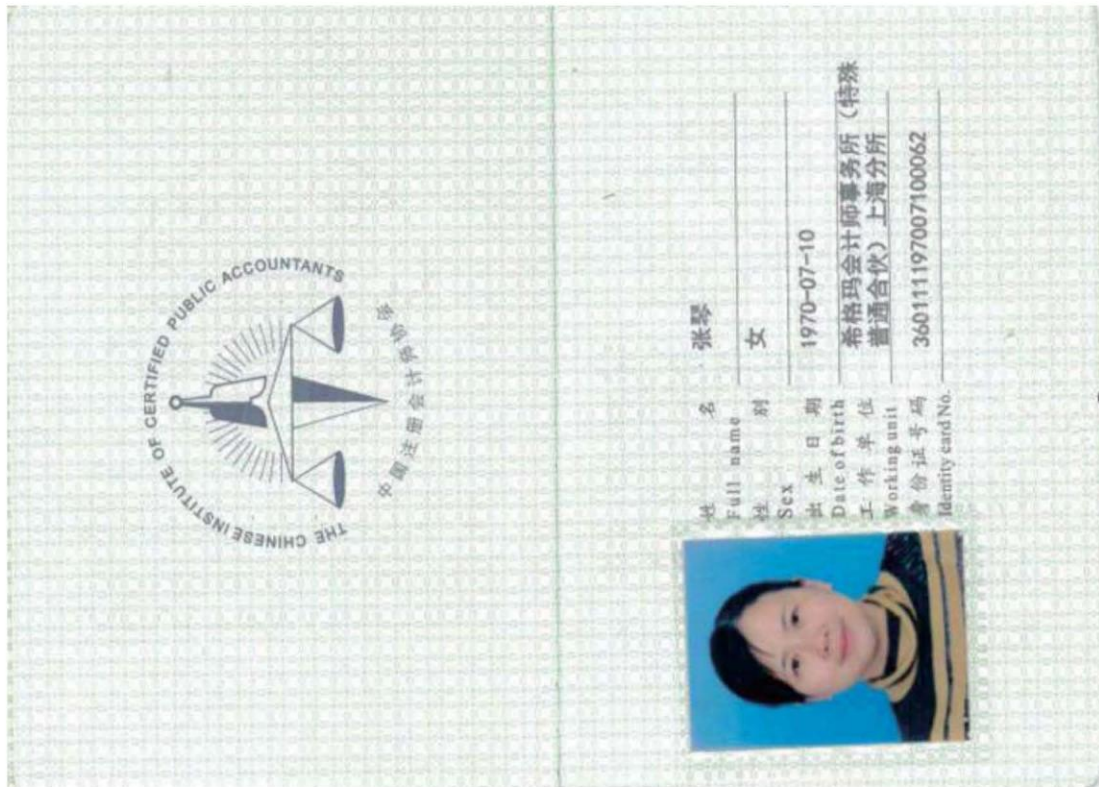 THE CHINESE INSTITUTE OF CERTIFIED PUBLIC ACCOUNTANTS
中国注册会计师协会
姓名 张琴
Full name
性别 女
Sex
出生日期 1970-07-10
Date of birth
工作单位 希格玛会计师事务所（特殊
普通合伙）上海分所
Working unit
身份证号码 360111197007100062
Identity card No.